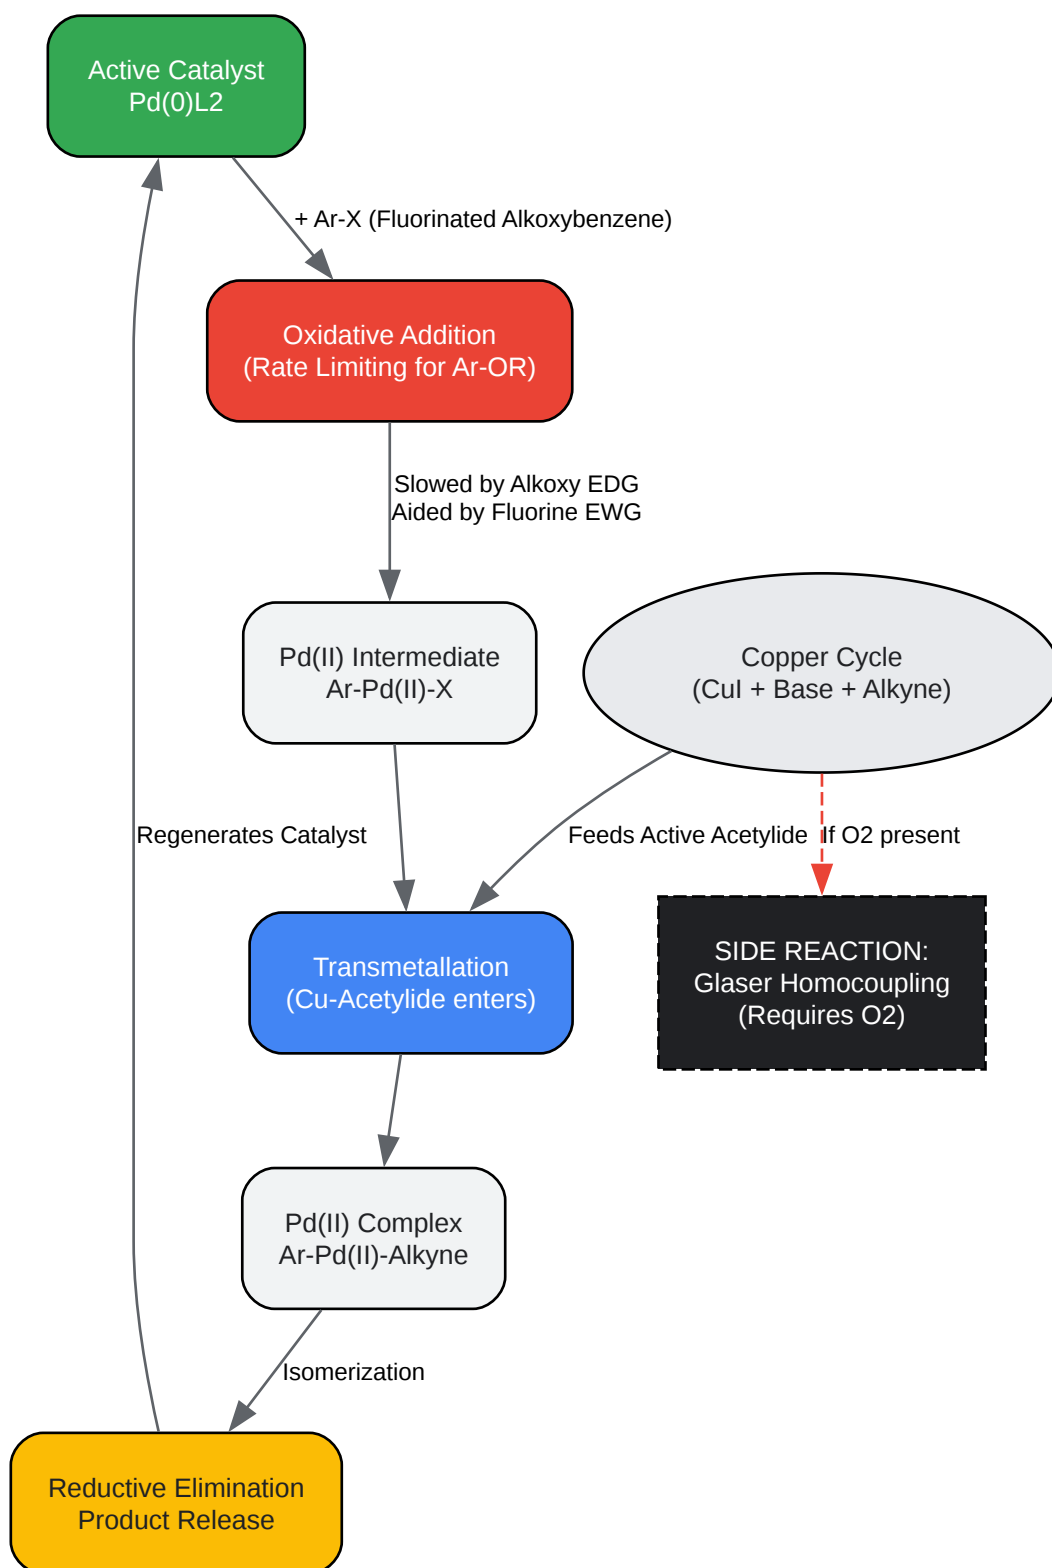 Active Catalyst
Pd(0)L2
+ Ar-X (Fluorinated Alkoxybenzene)
Oxidative Addition
(Rate Limiting for Ar-OR)
Slowed by Alkoxy EDG
Aided by Fluorine EWG
Pd(II) Intermediate
Ar-Pd(II)-X
Copper Cycle
(CuI + Base + Alkyne)
Regenerates Catalyst
Feeds Active Acetylide
If O2 present
Transmetallation
(Cu-Acetylide enters)
SIDE REACTION:
Glaser Homocoupling
(Requires O2)
Pd(II) Complex
Ar-Pd(II)-Alkyne
Isomerization
Reductive Elimination
Product Release